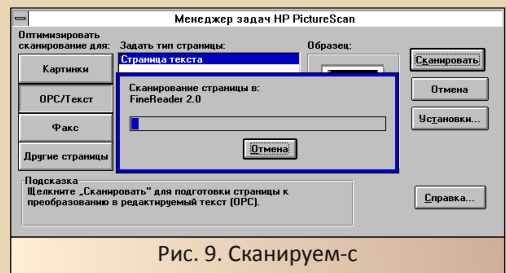 Менеджер задач HP PictureScan
Оптимизировать
сканирование для:
Задать тип страницы:
Образец:
Картинки
ОРС/Текст
Факс
Другие страницы
Страница текста
Сканирование страницы в:
FineReader 2.0
Отмена
Сканировать
Отмена
Установки...
Справка...
Подсказка
Щелкните „Сканировать" для подготовки страницы к
преобразованию в редактируемый текст (ОРС).
Рис. 9. Сканируем-с